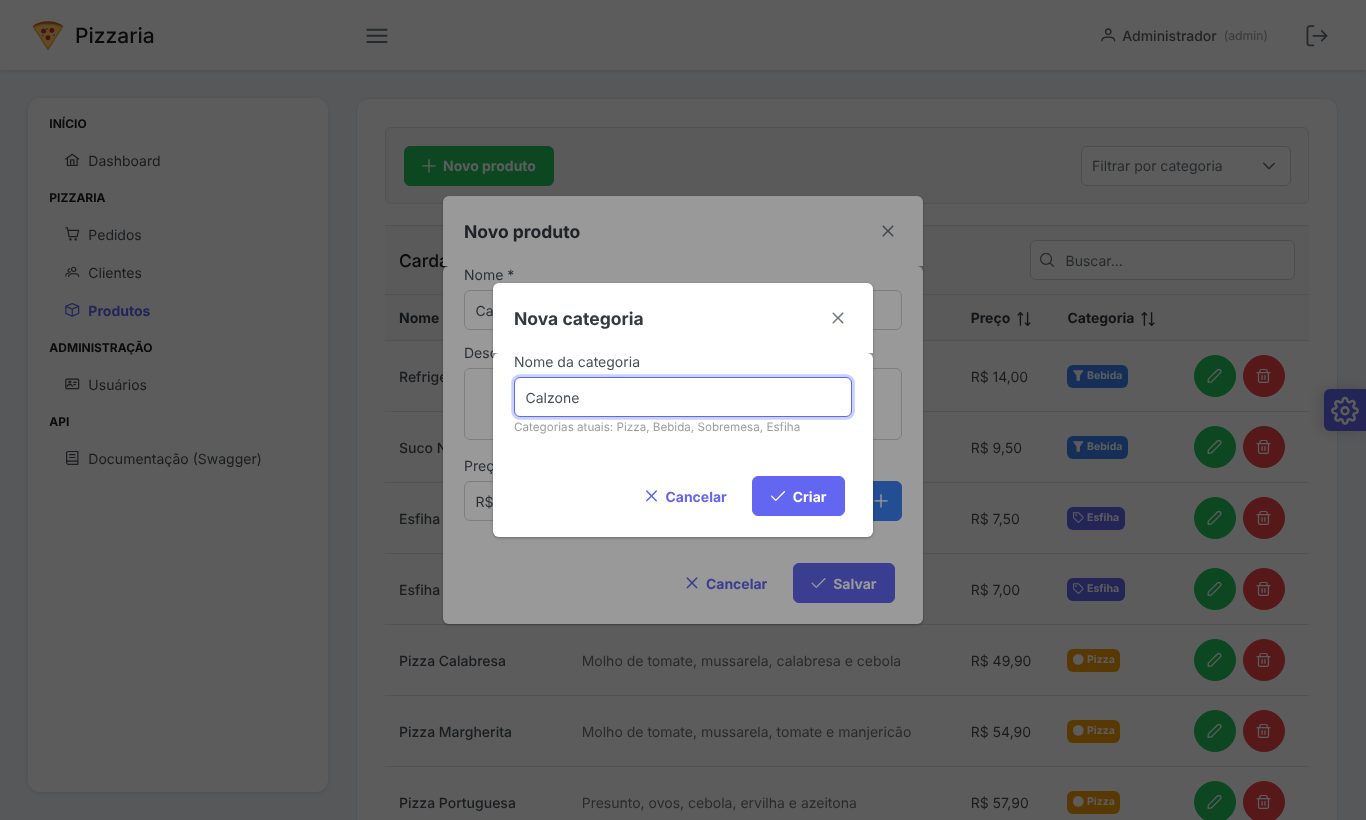 Pizzaria
Administrador (admin)
INÍCIO
Dashboard
PIZZARIA
Pedidos
Clientes
Produtos
ADMINISTRAÇÃO
Usuários
API
Documentação (Swagger)
Novo produto
Filtrar por categoria
Buscar...
Nome
Preço
Categoria
R$ 14,00
Bebida
Suco
R$ 9,50
Bebida
Esfiha
R$ 7,50
Esfiha
Esfiha
R$ 7,00
Esfiha
Pizza Calabresa
Molho de tomate, mussarela, calabresa e cebola
R$ 49,90
Pizza
Pizza Margherita
Molho de tomate, mussarela, tomate e manjericão
R$ 54,90
Pizza
Pizza Portuguesa
Presunto, ovos, cebola, ervilha e azeitona
R$ 57,90
Pizza
Novo produto
Nome *
R$
Cancelar
Salvar
Nova categoria
Nome da categoria
Calzone
Categorias atuais: Pizza, Bebida, Sobremesa, Esfiha
Cancelar
Criar